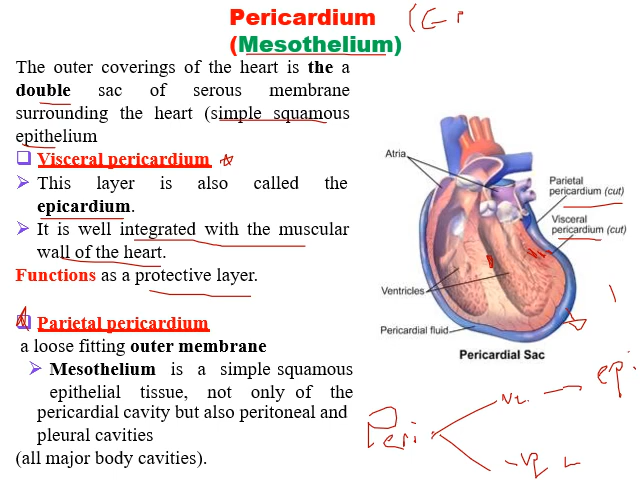 Pericardium
(Mesothelium)
The outer coverings of the heart is the a
double sac of serous membrane
surrounding the heart (simple squamous
epithelium
Visceral pericardium
This layer is also called the
epicardium.
It is well integrated with the muscular
wall of the heart.
Functions as a protective layer.
Parietal pericardium
a loose fitting outer membrane
Mesothelium is a simple squamous
epithelial tissue, not only of the
pericardial cavity but also peritoneal and
pleural cavities
(all major body cavities).
Atria
Parietal
pericardium (cut)
Visceral
pericardium (cut)
Ventricles
Pericardial fluid
Pericardial Sac
Peri
epi